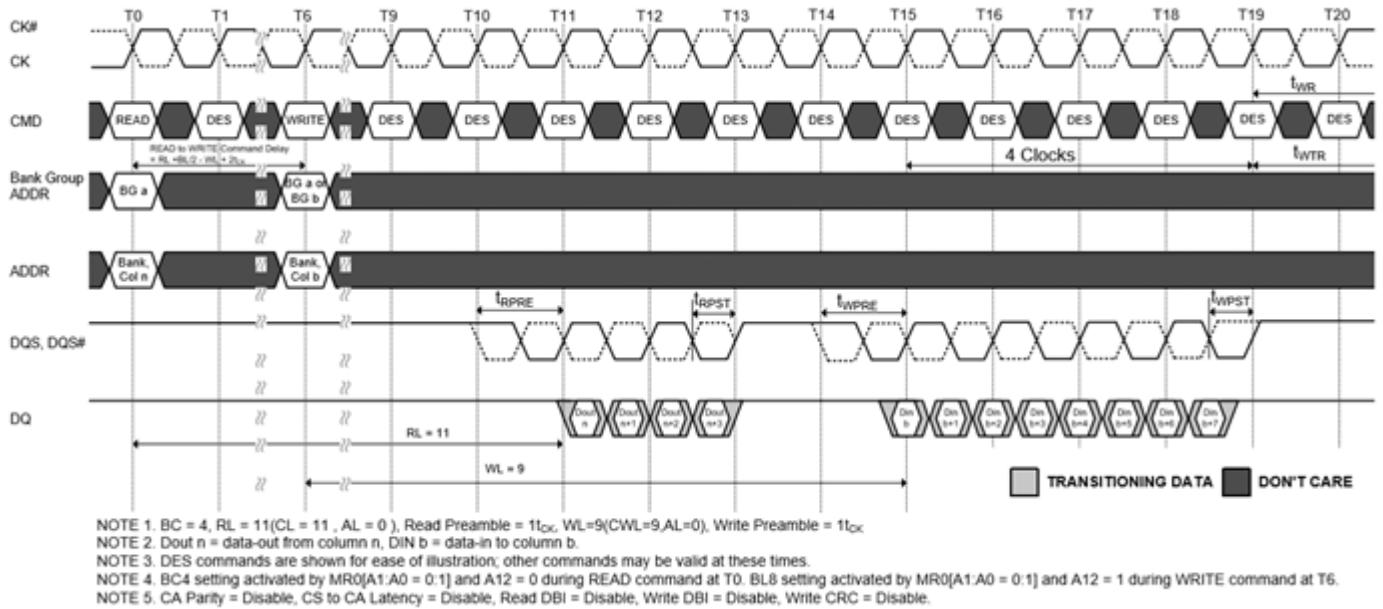 T0 T1 T6 T9 T10 T11 T12 T13 T14 T15 T16 T17 T18 T19 T20
CK#
CK
tWR
CMD READ DES WRITE DES DES DES DES DES DES DES DES DES DES DES DES
READ to WRITE Command Delay
= RL +BL/2 - WL + 2tCK
4 Clocks
tWTR
Bank Group
ADDR
BG a
BG a or
BG b
ADDR
Bank,
Col n
Bank,
Col b
tRPRE tRPST tWPRE tWPST
DQS, DQS#
DQ
Dout
n
Dout
n+1
Dout
n+2
Dout
n+3
Din
b
Din
b+1
Din
b+2
Din
b+3
Din
b+4
Din
b+5
Din
b+6
Din
b+7
RL = 11
WL = 9
TRANSITIONING DATA DON'T CARE
NOTE 1. BC = 4, RL = 11(CL = 11 , AL = 0 ), Read Preamble = 1tCK, WL=9(CWL=9,AL=0), Write Preamble = 1tCK
NOTE 2. Dout n = data-out from column n, DIN b = data-in to column b.
NOTE 3. DES commands are shown for ease of illustration; other commands may be valid at these times.
NOTE 4. BC4 setting activated by MR0[A1:A0 = 0:1] and A12 = 0 during READ command at T0. BL8 setting activated by MR0[A1:A0 = 0:1] and A12 = 1 during WRITE command at T6.
NOTE 5. CA Parity = Disable, CS to CA Latency = Disable, Read DBI = Disable, Write DBI = Disable, Write CRC = Disable.